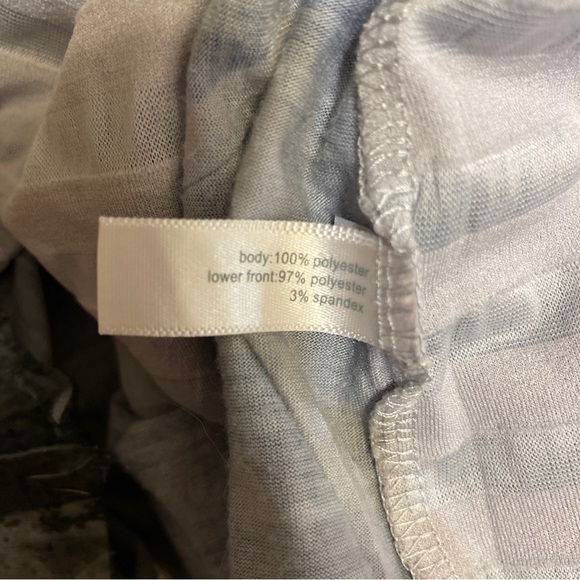 body:100% polyester
lower front:97% polyester
3% spandex